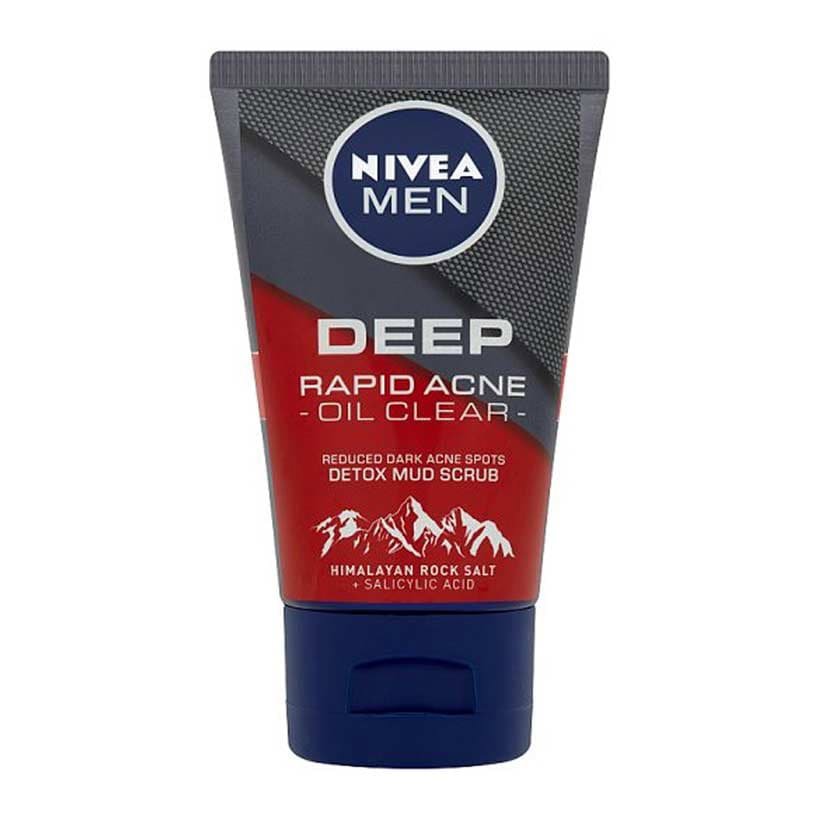 NIVEA
MEN
DEEP
RAPID ACNE
- OIL CLEAR -
REDUCED DARK ACNE SPOTS
DETOX MUD SCRUB
HIMALAYAN ROCK SALT
+ SALICYLIC ACID